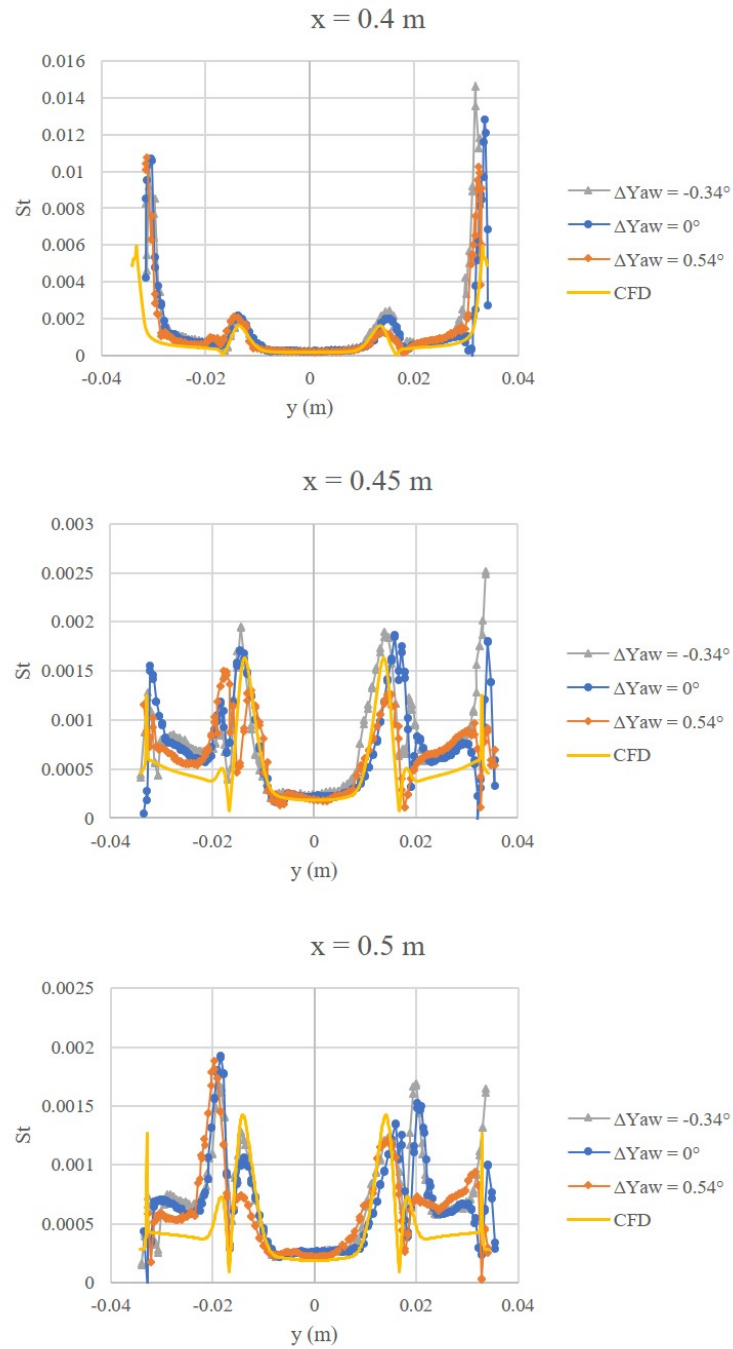 x = 0.4 m
0.016
0.014
0.012
0.01
0.008
0.006
0.004
0.002
0
St
-0.04
-0.02
0
0.02
0.04
y (m)
ΔYaw = -0.34°
ΔYaw = 0°
ΔYaw = 0.54°
CFD
x = 0.45 m
0.003
0.0025
0.002
0.0015
0.001
0.0005
0
St
-0.04
-0.02
0
0.02
0.04
y (m)
ΔYaw = -0.34°
ΔYaw = 0°
ΔYaw = 0.54°
CFD
x = 0.5 m
0.0025
0.002
0.0015
0.001
0.0005
0
St
-0.04
-0.02
0
0.02
0.04
y (m)
ΔYaw = -0.34°
ΔYaw = 0°
ΔYaw = 0.54°
CFD